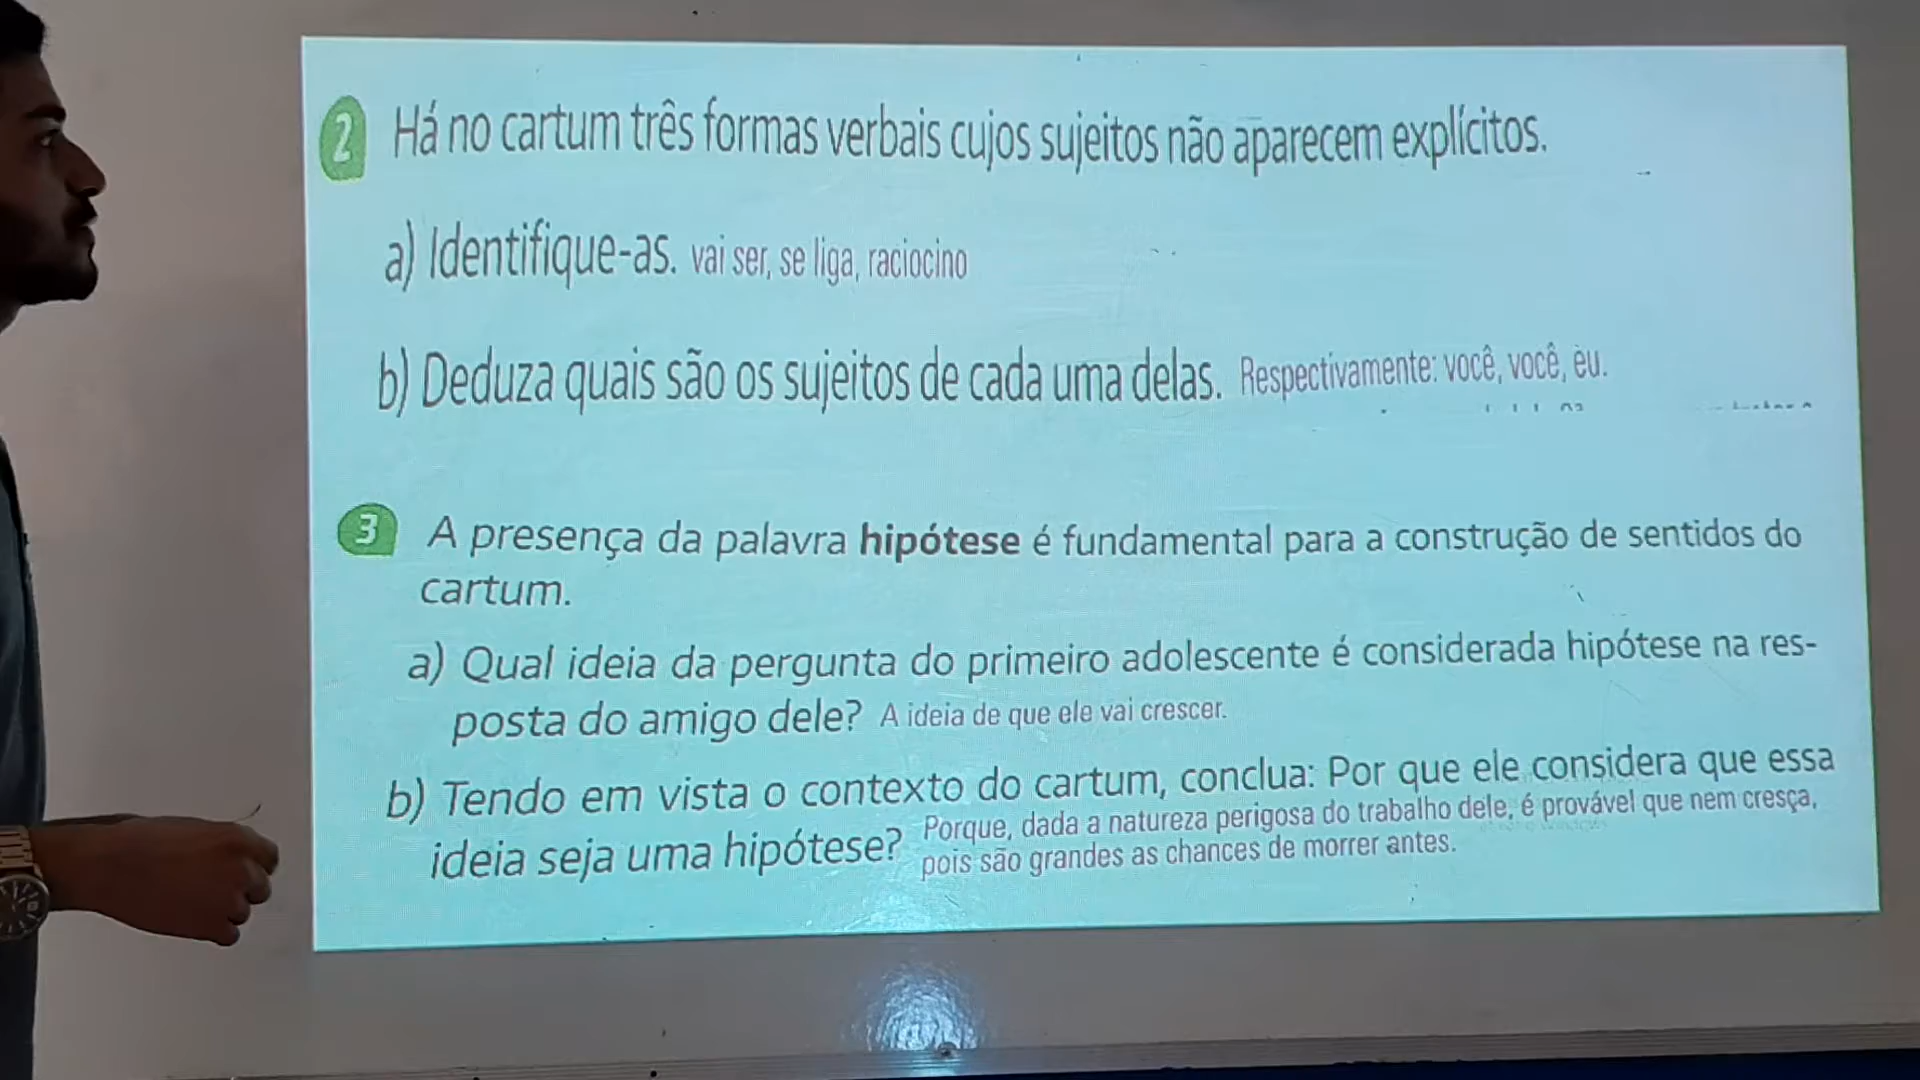 2 Há no cartum três formas verbais cujos sujeitos não aparecem explícitos.
a) Identifique-as. vai ser, se liga, raciocino
b) Deduza quais são os sujeitos de cada uma delas. Respectivamente: você, você, eu.
3 A presença da palavra hipótese é fundamental para a construção de sentidos do
cartum.
a) Qual ideia da pergunta do primeiro adolescente é considerada hipótese na res-
posta do amigo dele? A ideia de que ele vai crescer.
b) Tendo em vista o contexto do cartum, conclua: Por que ele considera que essa
ideia seja uma hipótese? Porque, dada a natureza perigosa do trabalho dele, é provável que nem cresça,
pois são grandes as chances de morrer antes.